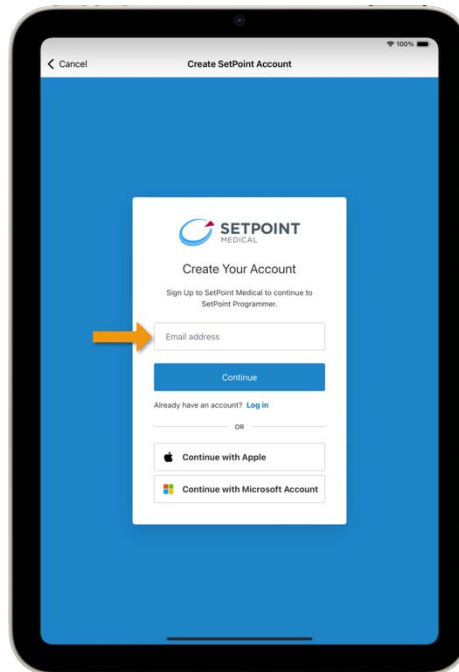 100%
Cancel
Create SetPoint Account
SETPOINT
MEDICAL
Create Your Account
Sign Up to SetPoint Medical to continue to
SetPoint Programmer.
Email address
Continue
Already have an account? Log in
OR
Continue with Apple
Continue with Microsoft Account